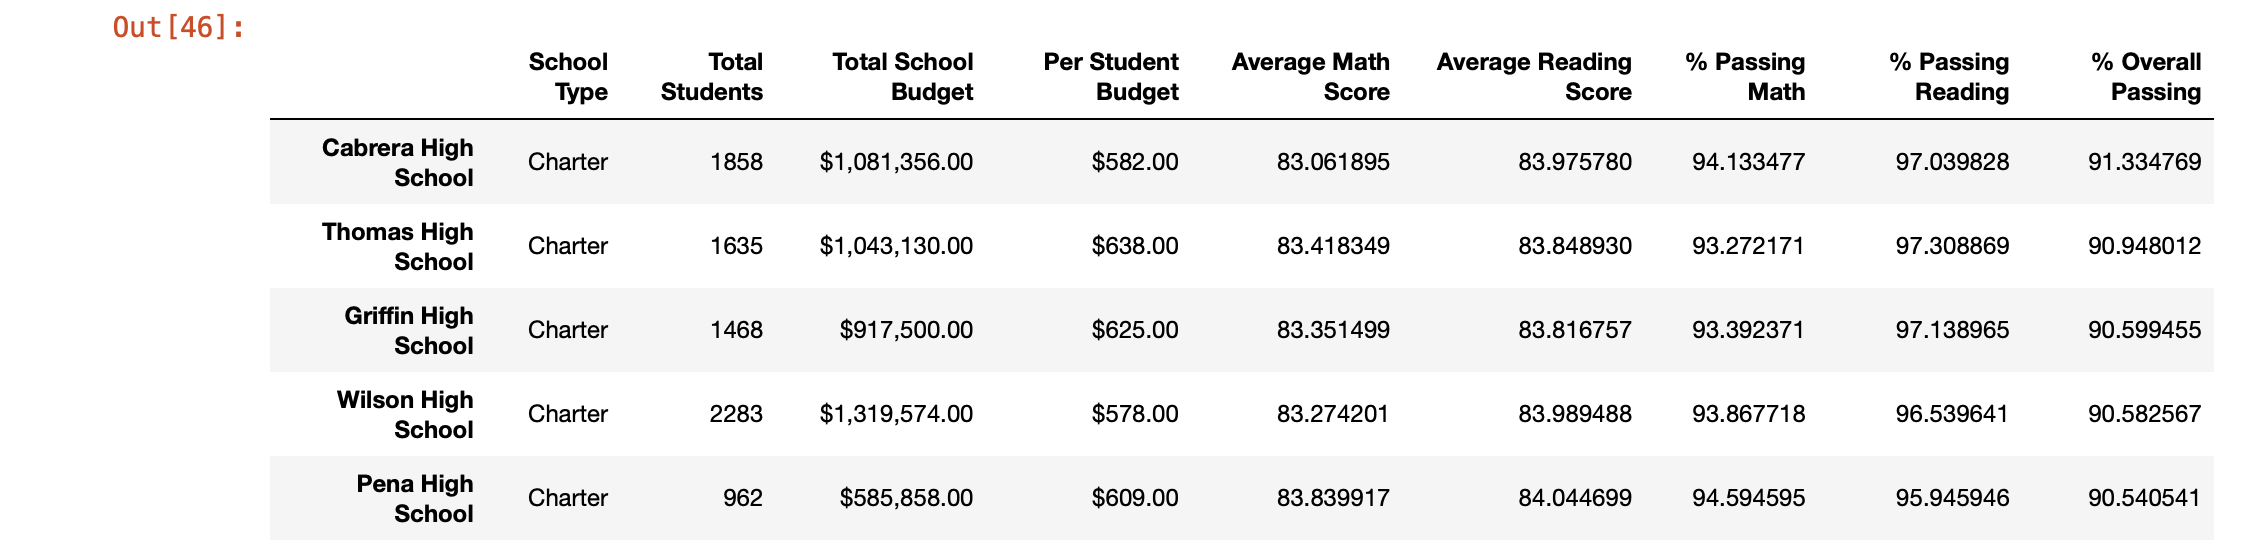 Out[46]:
School Type Total Students Total School Budget Per Student Budget Average Math Score Average Reading Score % Passing Math % Passing Reading % Overall Passing
Cabrera High School Charter 1858 $1,081,356.00 $582.00 83.061895 83.975780 94.133477 97.039828 91.334769
Thomas High School Charter 1635 $1,043,130.00 $638.00 83.418349 83.848930 93.272171 97.308869 90.948012
Griffin High School Charter 1468 $917,500.00 $625.00 83.351499 83.816757 93.392371 97.138965 90.599455
Wilson High School Charter 2283 $1,319,574.00 $578.00 83.274201 83.989488 93.867718 96.539641 90.582567
Pena High School Charter 962 $585,858.00 $609.00 83.839917 84.044699 94.594595 95.945946 90.540541